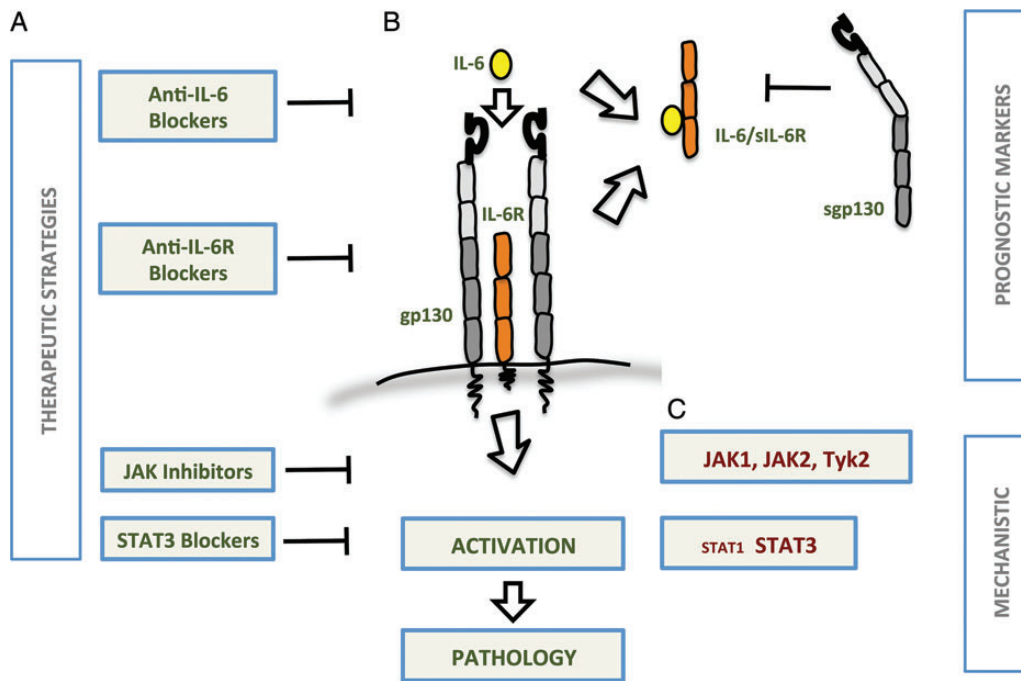 A
THERAPEUTIC STRATEGIES
Anti-IL-6
Blockers
Anti-IL-6R
Blockers
JAK Inhibitors
STAT3 Blockers
B
IL-6
IL-6R
gp130
IL-6/sIL-6R
sgp130
ACTIVATION
PATHOLOGY
C
JAK1, JAK2, Tyk2
STAT1 STAT3
PROGNOSTIC MARKERS
MECHANISTIC